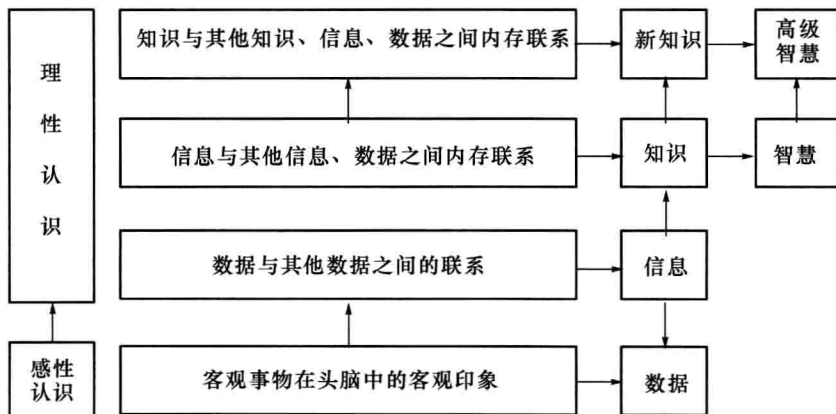 理性认识
知识与其他知识、信息、数据之间内存联系
新知识
高级
智慧
信息与其他信息、数据之间内存联系
知识
智慧
数据与其他数据之间的联系
信息
感性
认识
客观事物在头脑中的客观印象
数据